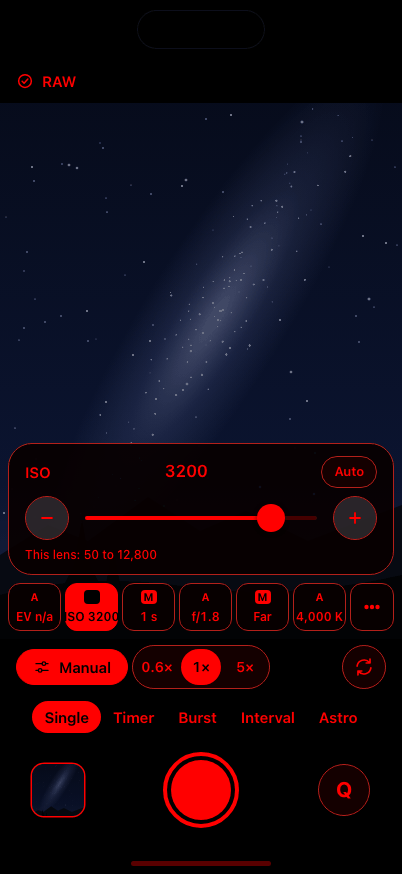 RAW
ISO
3200
Auto
This lens: 50 to 12,800
A
EV n/a
ISO 3200
M
1 s
A
f/1.8
M
Far
A
4,000 K
Manual
0.6×
1×
5×
Single
Timer
Burst
Interval
Astro
Q